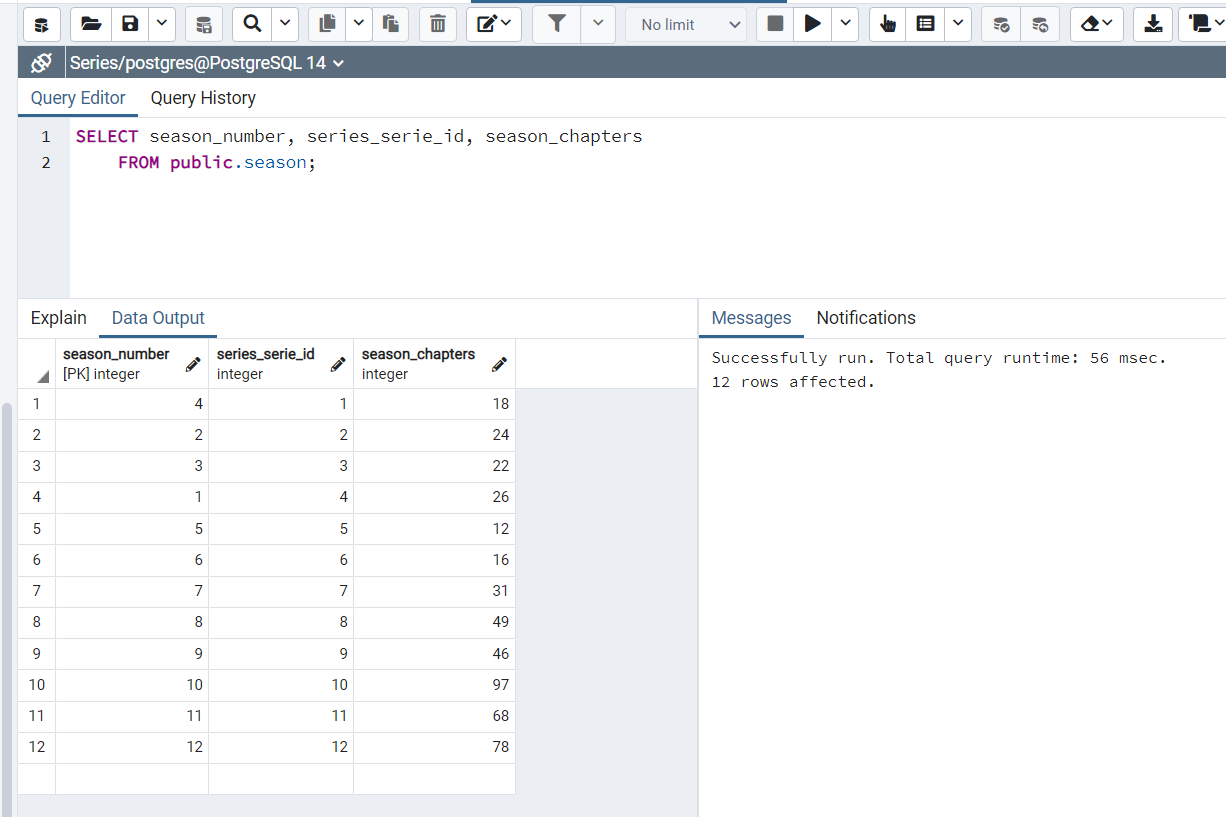 No limit
Series/postgres@PostgreSQL 14
Query Editor Query History
1 SELECT season_number, series_serie_id, season_chapters
2 FROM public.season;
Explain Data Output
Messages Notifications
season_number series_serie_id season_chapters
[PK] integer integer integer
1 4 1 18
2 2 2 24
3 3 3 22
4 1 4 26
5 5 5 12
6 6 6 16
7 7 7 31
8 8 8 49
9 9 9 46
10 10 10 97
11 11 11 68
12 12 12 78
Successfully run. Total query runtime: 56 msec.
12 rows affected.